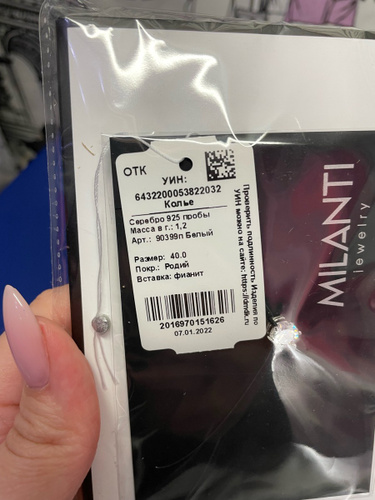 ОТК
УИН:
6432200053822032
Колье
Серебро 925 пробы
Масса в г.: 1,2
Арт.: 90399п Белый
Размер: 40.0
Покр.: Родий
Вставка: фианит
2016970151626
07.01.2022
Проверить подлинность Изделия по
УИН можно на сайте: https://dmdk.ru
MILANTI
jewelry